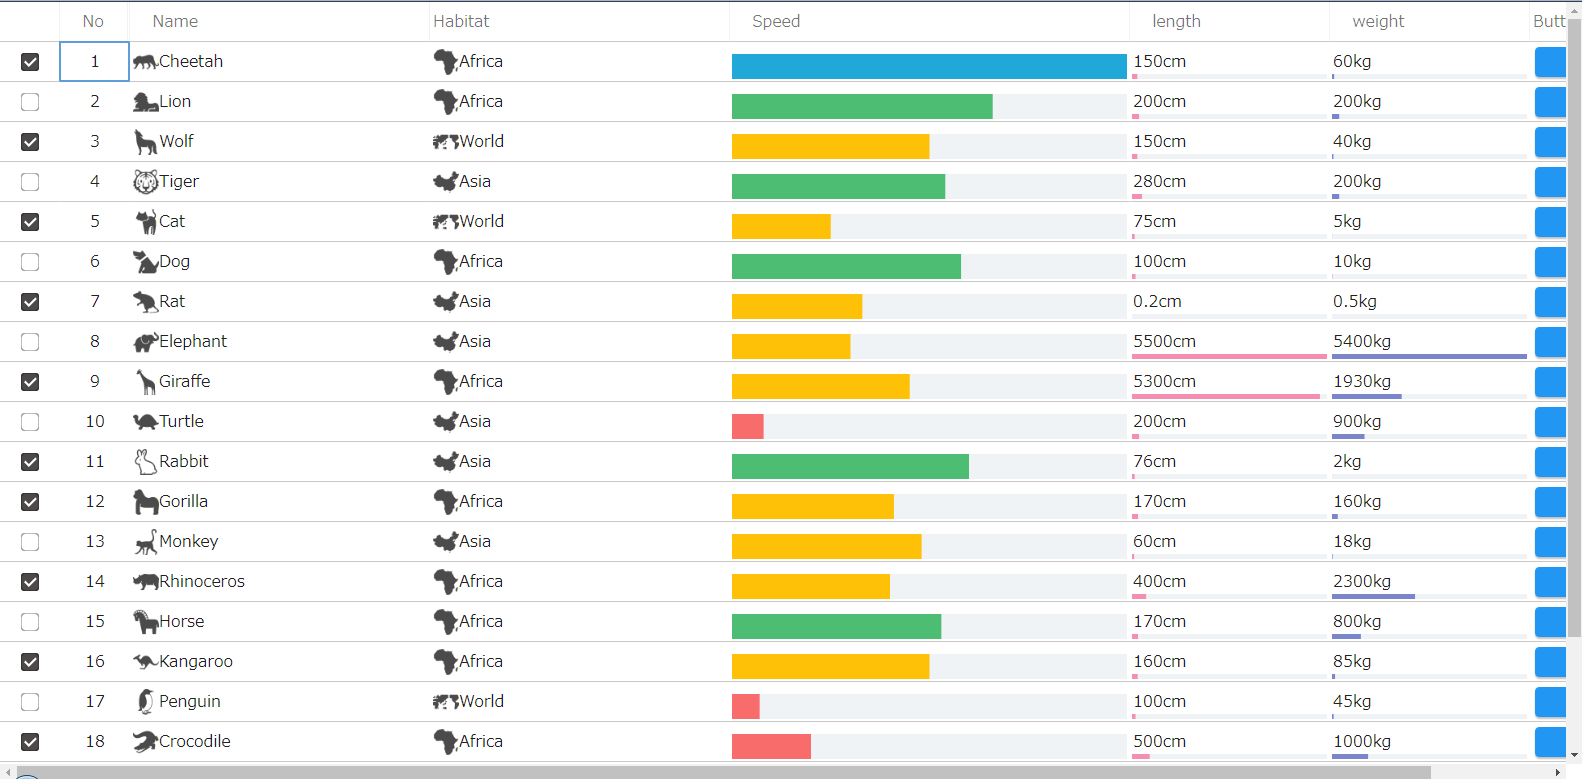 No Name Habitat Speed length weight Butt
1 Cheetah Africa 150cm 60kg
2 Lion Africa 200cm 200kg
3 Wolf World 150cm 40kg
4 Tiger Asia 280cm 200kg
5 Cat World 75cm 5kg
6 Dog Africa 100cm 10kg
7 Rat Asia 0.2cm 0.5kg
8 Elephant Asia 5500cm 5400kg
9 Giraffe Africa 5300cm 1930kg
10 Turtle Asia 200cm 900kg
11 Rabbit Asia 76cm 2kg
12 Gorilla Africa 170cm 160kg
13 Monkey Asia 60cm 18kg
14 Rhinoceros Africa 400cm 2300kg
15 Horse Africa 170cm 800kg
16 Kangaroo Africa 160cm 85kg
17 Penguin World 100cm 45kg
18 Crocodile Africa 500cm 1000kg